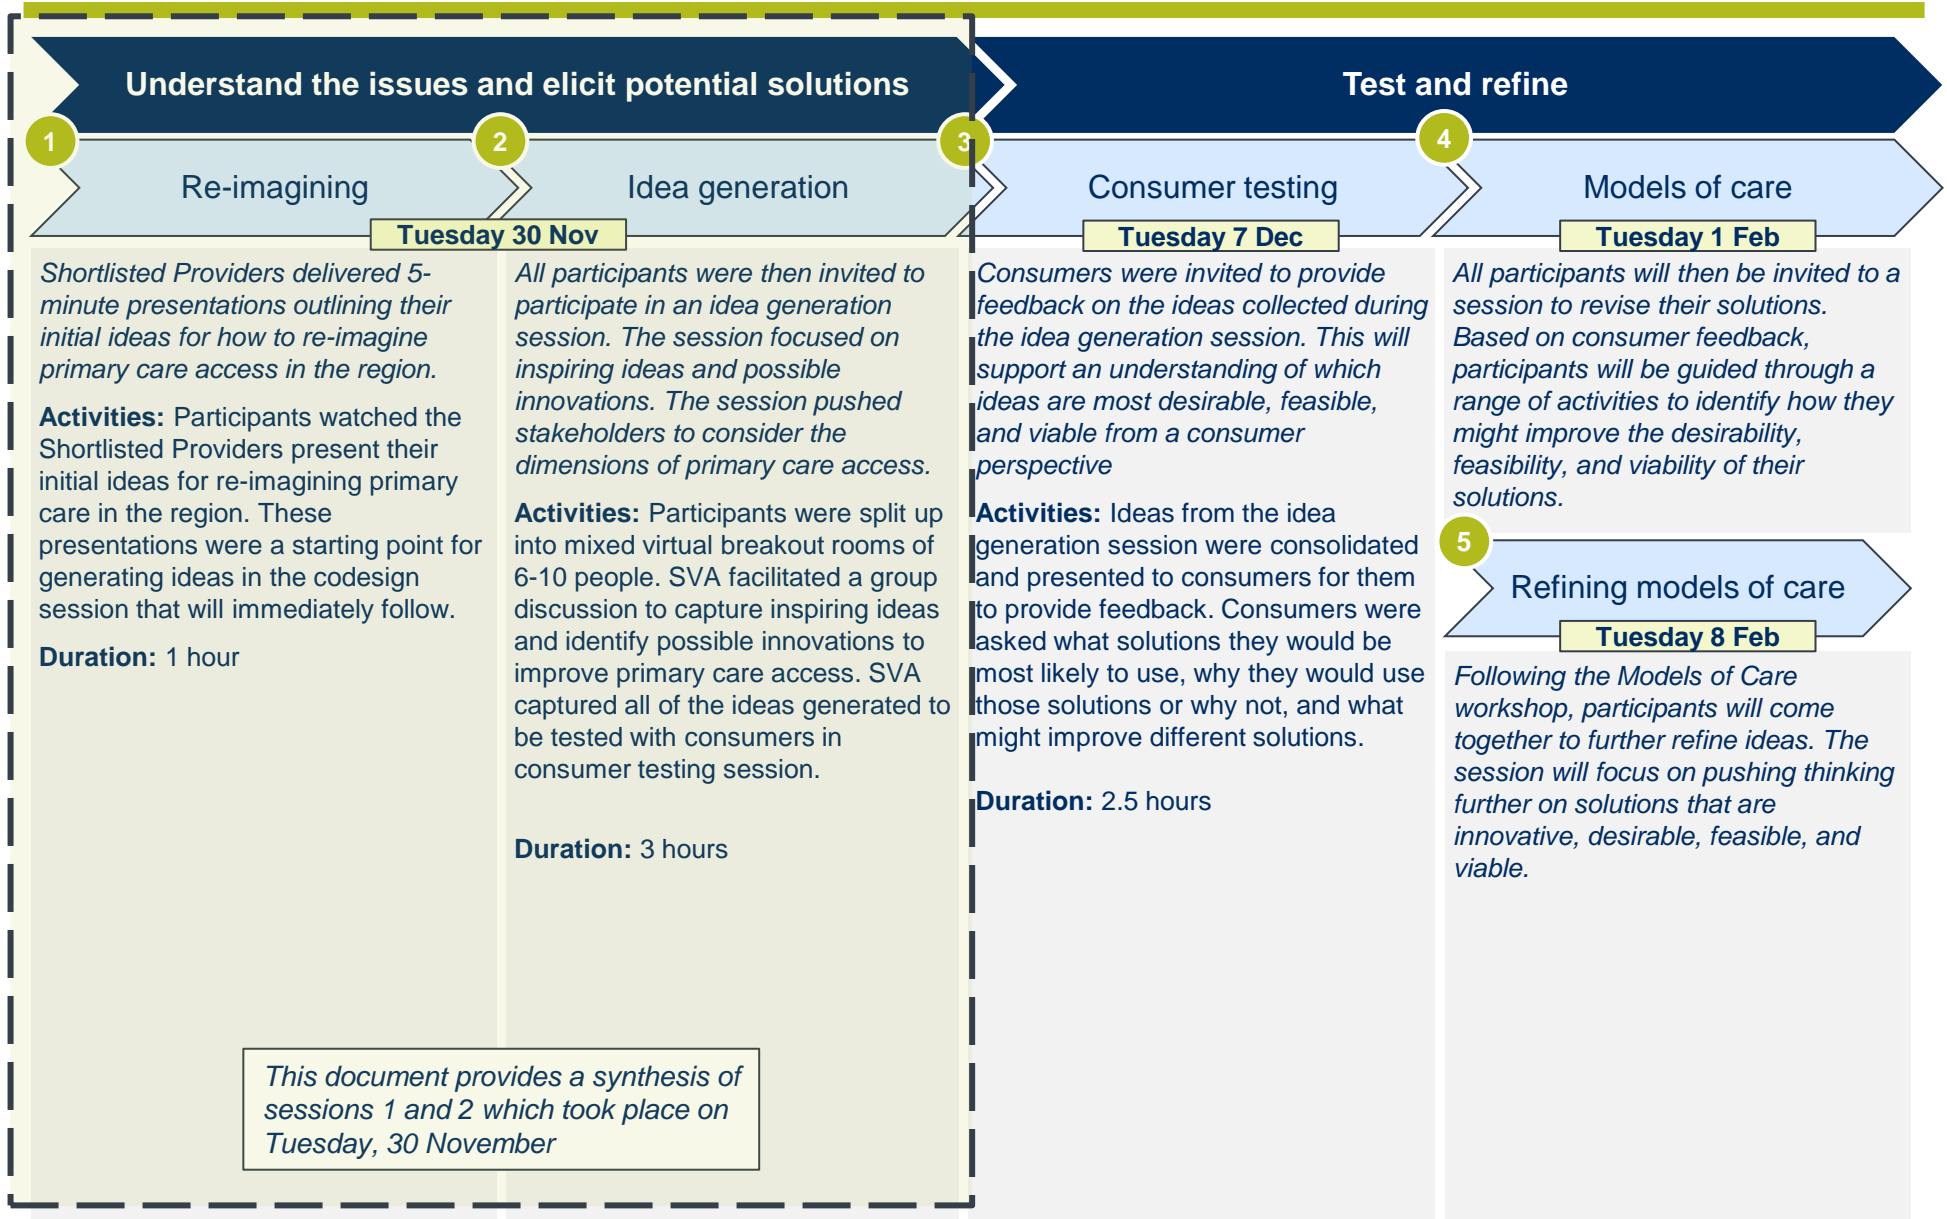 Understand the issues and elicit potential solutions
Test and refine
1
2
3
4
Re-imagining
Idea generation
Consumer testing
Models of care
Tuesday 30 Nov
Tuesday 7 Dec
Tuesday 1 Feb
Shortlisted Providers delivered 5-
minute presentations outlining their
initial ideas for how to re-imagine
primary care access in the region.
Activities: Participants watched the
Shortlisted Providers present their
initial ideas for re-imagining primary
care in the region. These
presentations were a starting point for
generating ideas in the codesign
session that will immediately follow.
Duration: 1 hour
All participants were then invited to
participate in an idea generation
session. The session focused on
inspiring ideas and possible
innovations. The session pushed
stakeholders to consider the
dimensions of primary care access.
Activities: Participants were split up
into mixed virtual breakout rooms of
6-10 people. SVA facilitated a group
discussion to capture inspiring ideas
and identify possible innovations to
improve primary care access. SVA
captured all of the ideas generated to
be tested with consumers in
consumer testing session.
Duration: 3 hours
Consumers were invited to provide
feedback on the ideas collected during
the idea generation session. This will
support an understanding of which
ideas are most desirable, feasible,
and viable from a consumer
perspective
Activities: Ideas from the idea
generation session were consolidated
and presented to consumers for them
to provide feedback. Consumers were
asked what solutions they would be
most likely to use, why they would use
those solutions or why not, and what
might improve different solutions.
Duration: 2.5 hours
All participants will then be invited to a
session to revise their solutions.
Based on consumer feedback,
participants will be guided through a
range of activities to identify how they
might improve the desirability,
feasibility, and viability of their
solutions.
5
Refining models of care
Tuesday 8 Feb
Following the Models of Care
workshop, participants will come
together to further refine ideas. The
session will focus on pushing thinking
further on solutions that are
innovative, desirable, feasible, and
viable.
This document provides a synthesis of
sessions 1 and 2 which took place on
Tuesday, 30 November